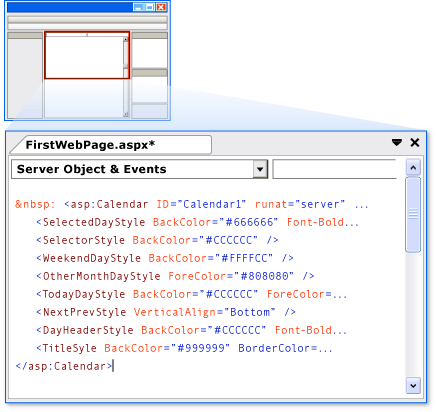 FirstWebPage.aspx*
Server Object & Events
&nbsp: <asp:Calendar ID="Calendar1" runat="server" ...
<SelectedDayStyle BackColor="#666666" Font-Bold...
<SelectorStyle BackColor="#CCCCCC" />
<WeekendDayStyle BackColor="#FFFFCC" />
<OtherMonthDayStyle ForeColor="#808080" />
<TodayDayStyle BackColor="#CCCCCC" ForeColor=...
<NextPrevStyle VerticalAlign="Bottom" />
<DayHeaderStyle BackColor="#CCCCCC" Font-Bold...
<TitleSyle BackColor="#999999" BorderColor=...
</asp:Calendar>